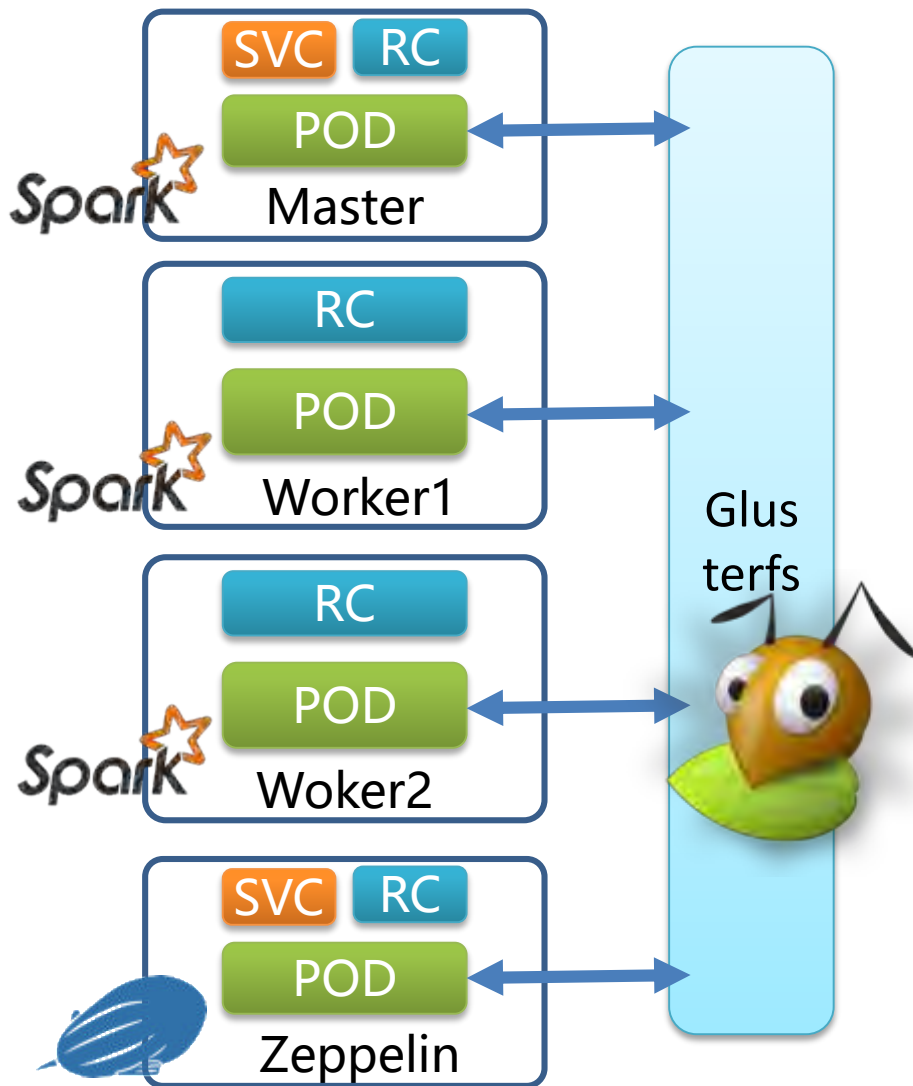 SVC RC
POD
Spark
Master
RC
POD
Spark
Worker1
RC
POD
Spark
Woker2
SVC RC
POD
Zeppelin
Glus
terfs